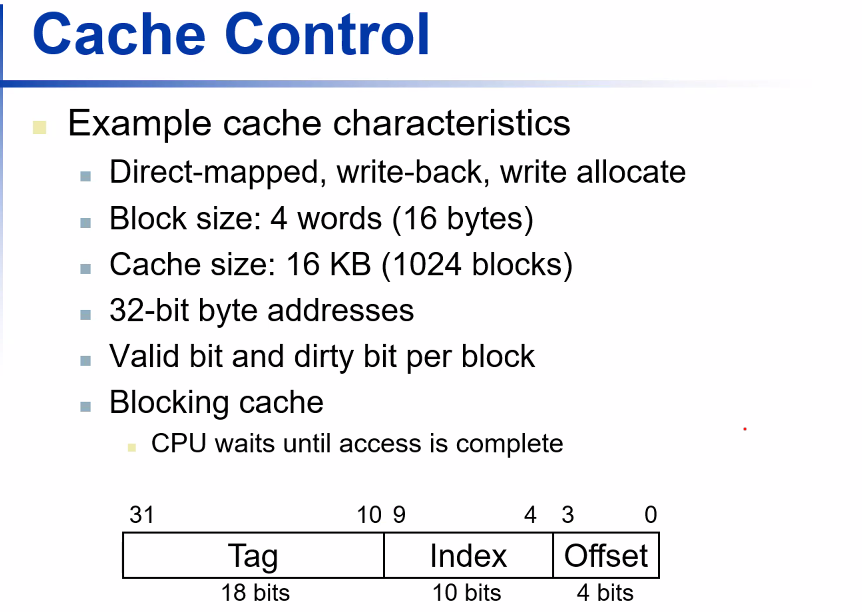 Cache Control
Example cache characteristics
Direct-mapped, write-back, write allocate
Block size: 4 words (16 bytes)
Cache size: 16 KB (1024 blocks)
32-bit byte addresses
Valid bit and dirty bit per block
Blocking cache
CPU waits until access is complete
31 10 9 4 3 0
Tag Index Offset
18 bits 10 bits 4 bits